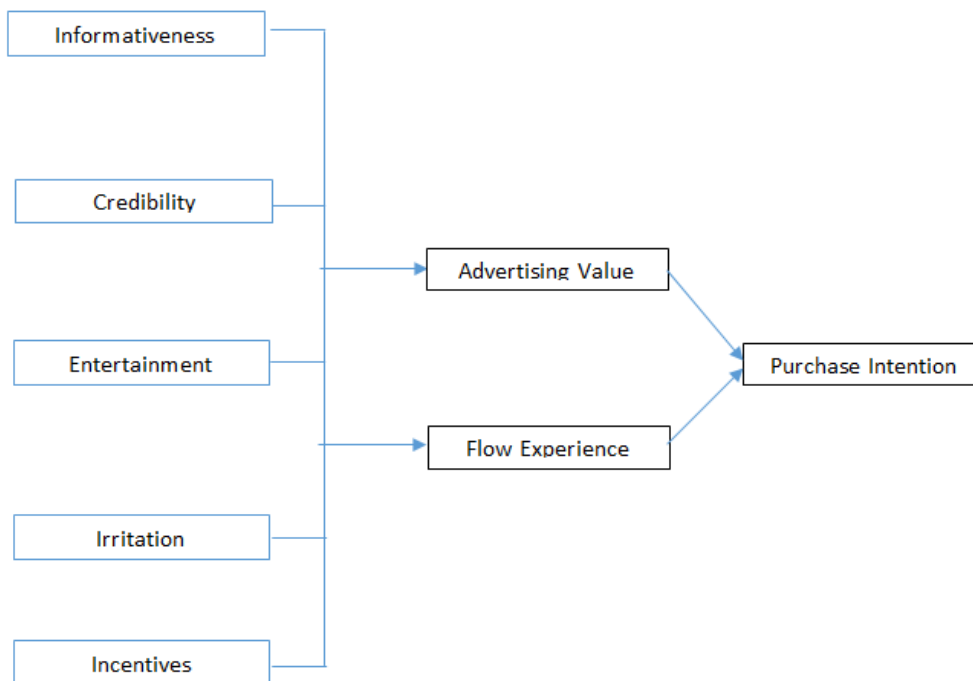 Informativeness
Credibility
Advertising Value
Entertainment
Purchase Intention
Flow Experience
Irritation
Incentives